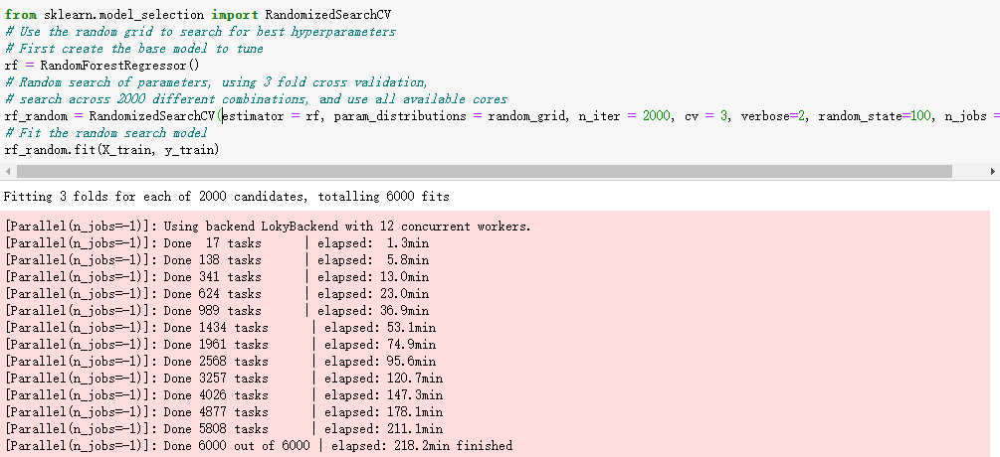 from sklearn.model_selection import RandomizedSearchCV
# Use the random grid to search for best hyperparameters
# First create the base model to tune
rf = RandomForestRegressor()
# Random search of parameters, using 3 fold cross validation,
# search across 2000 different combinations, and use all available cores
rf_random = RandomizedSearchCV(estimator = rf, param_distributions = random_grid, n_iter = 2000, cv = 3, verbose=2, random_state=100, n_jobs =
# Fit the random search model
rf_random.fit(X_train, y_train)
Fitting 3 folds for each of 2000 candidates, totalling 6000 fits
[Parallel(n_jobs=-1)]: Using backend LokyBackend with 12 concurrent workers.
[Parallel(n_jobs=-1)]: Done  17 tasks      | elapsed:  1.3min
[Parallel(n_jobs=-1)]: Done 138 tasks      | elapsed:  5.8min
[Parallel(n_jobs=-1)]: Done 341 tasks      | elapsed: 13.0min
[Parallel(n_jobs=-1)]: Done 624 tasks      | elapsed: 23.0min
[Parallel(n_jobs=-1)]: Done 989 tasks      | elapsed: 36.9min
[Parallel(n_jobs=-1)]: Done 1434 tasks      | elapsed: 53.1min
[Parallel(n_jobs=-1)]: Done 1961 tasks      | elapsed: 74.9min
[Parallel(n_jobs=-1)]: Done 2568 tasks      | elapsed: 95.6min
[Parallel(n_jobs=-1)]: Done 3257 tasks      | elapsed: 120.7min
[Parallel(n_jobs=-1)]: Done 4026 tasks      | elapsed: 147.3min
[Parallel(n_jobs=-1)]: Done 4877 tasks      | elapsed: 178.1min
[Parallel(n_jobs=-1)]: Done 5808 tasks      | elapsed: 211.1min
[Parallel(n_jobs=-1)]: Done 6000 out of 6000 | elapsed: 218.2min finished